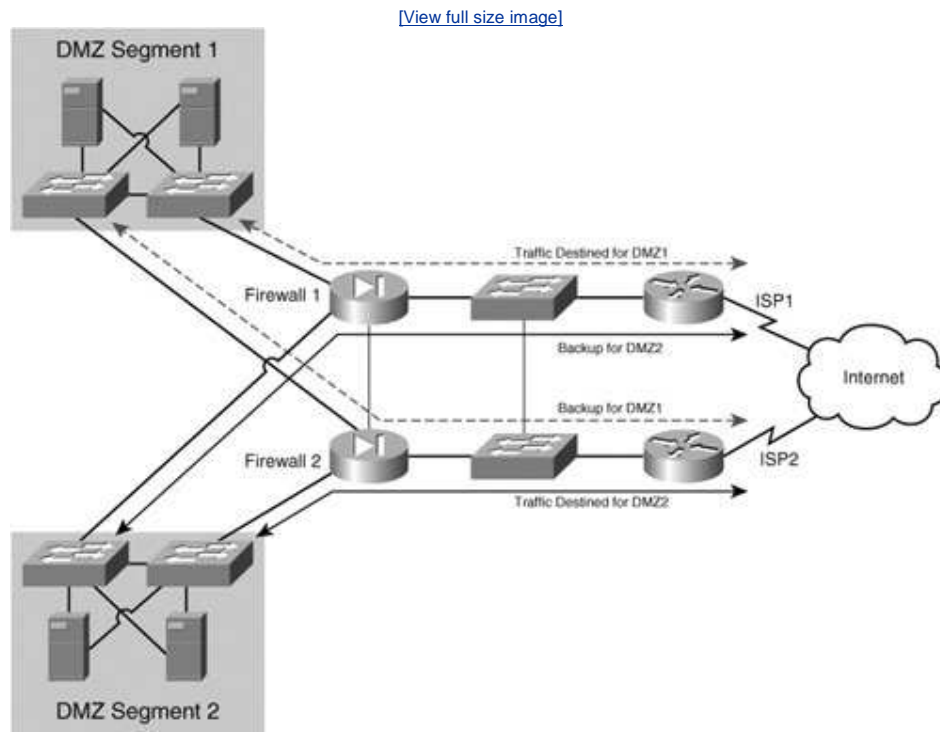 [View full size image]
DMZ Segment 1
Traffic Destined for DMZ1
Firewall 1
ISP1
Backup for DMZ2
Internet
Backup for DMZ1
Firewall 2
ISP2
Traffic Destined for DMZ2
DMZ Segment 2